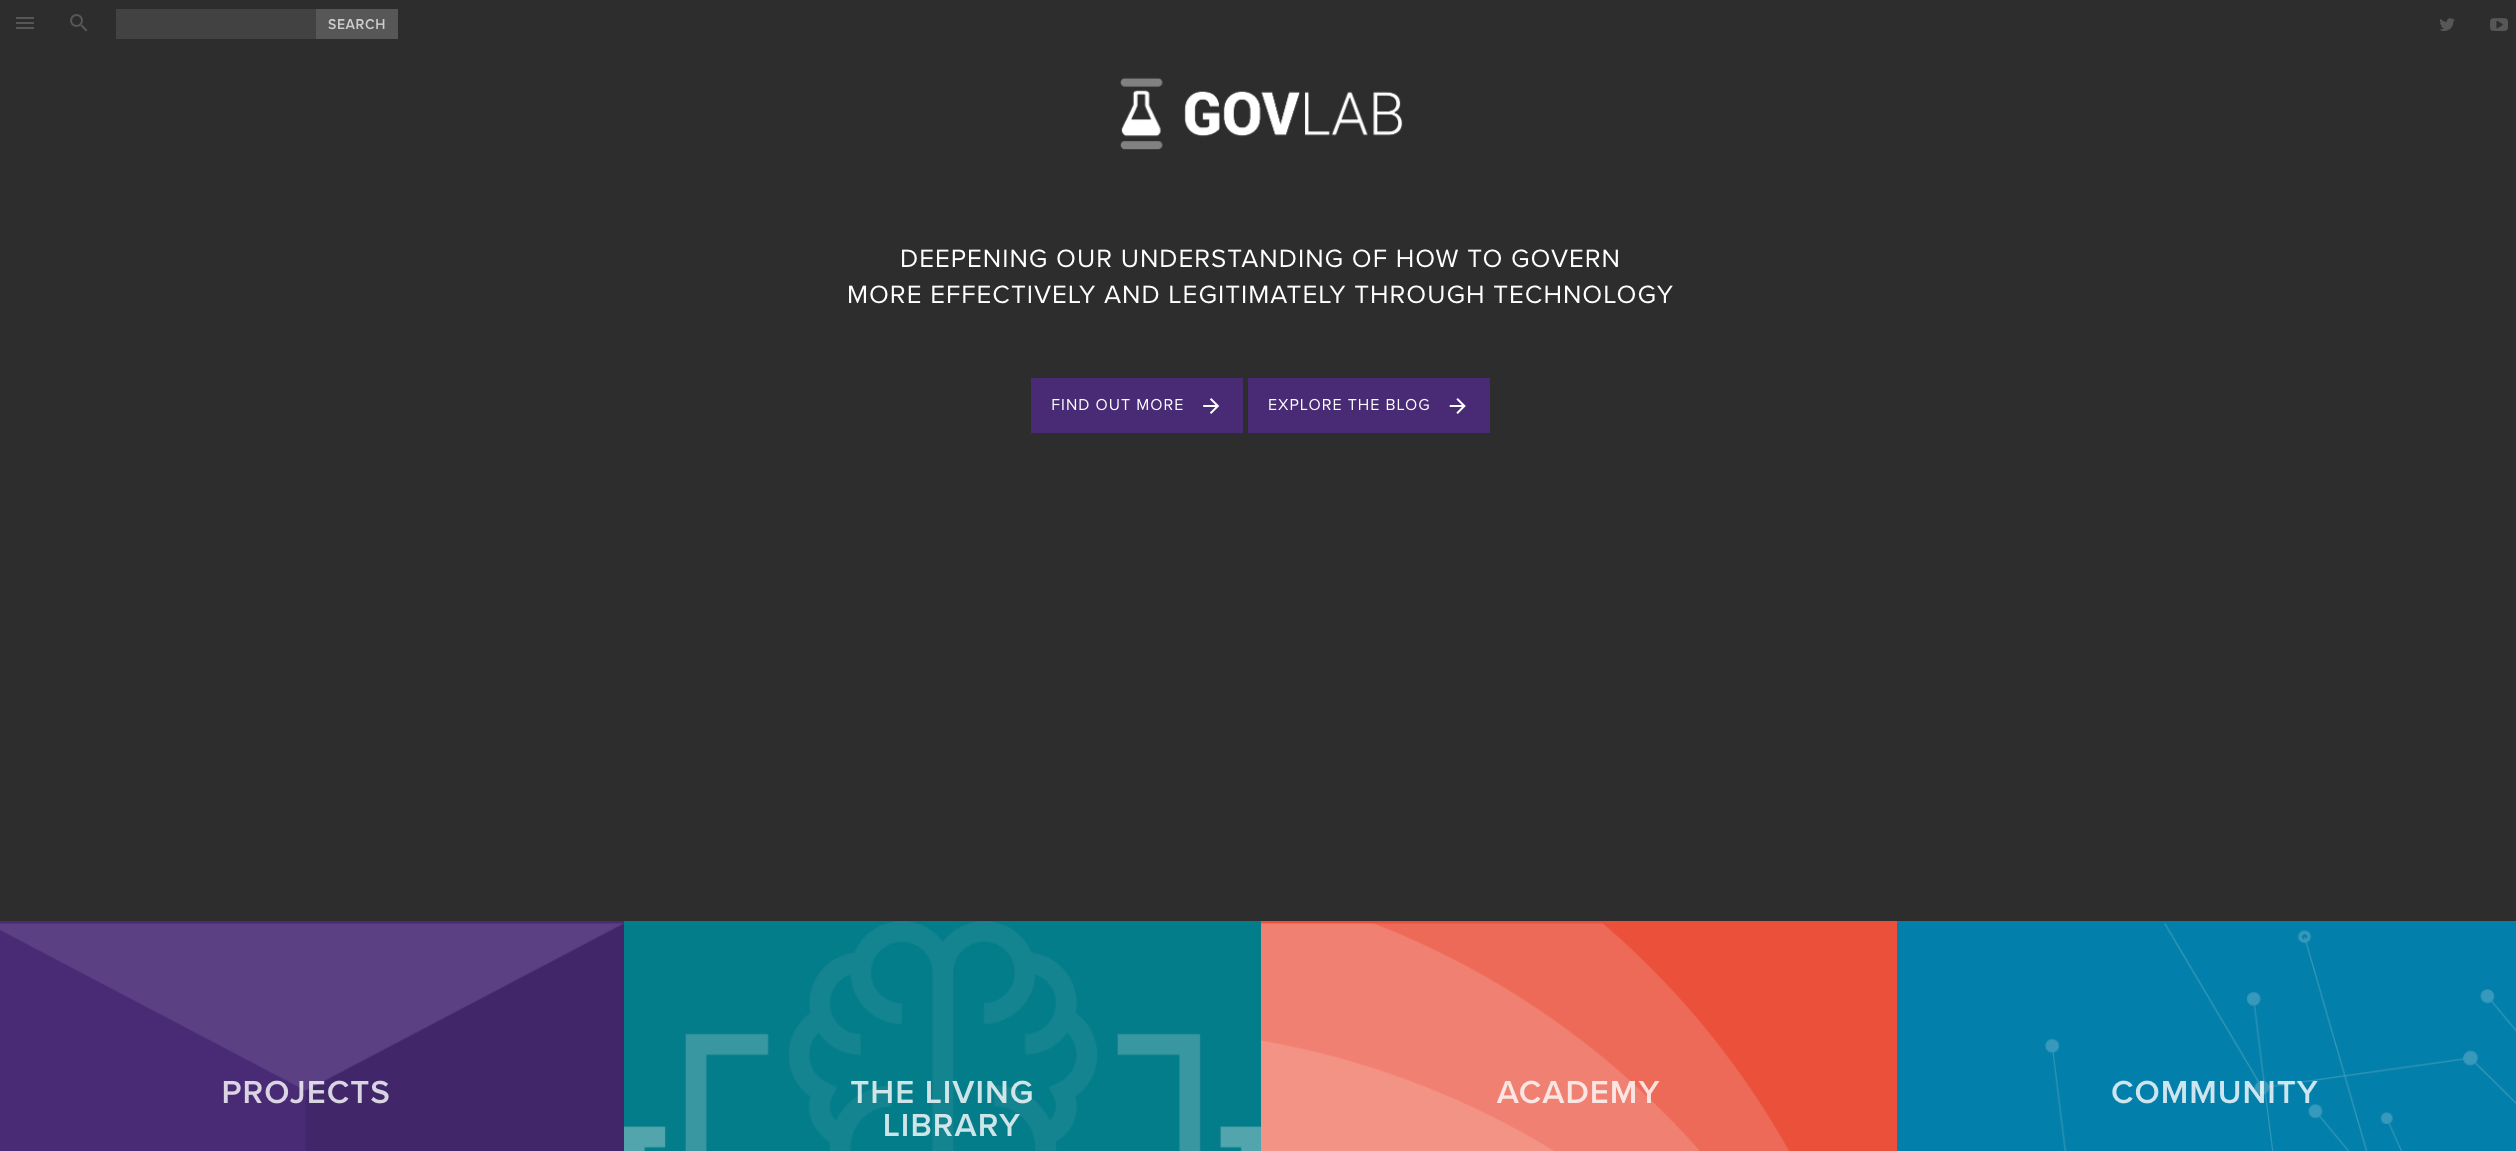 SEARCH
GOVLAB
DEEPENING OUR UNDERSTANDING OF HOW TO GOVERN
MORE EFFECTIVELY AND LEGITIMATELY THROUGH TECHNOLOGY
FIND OUT MORE
EXPLORE THE BLOG
PROJECTS
THE LIVING
LIBRARY
ACADEMY
COMMUNITY